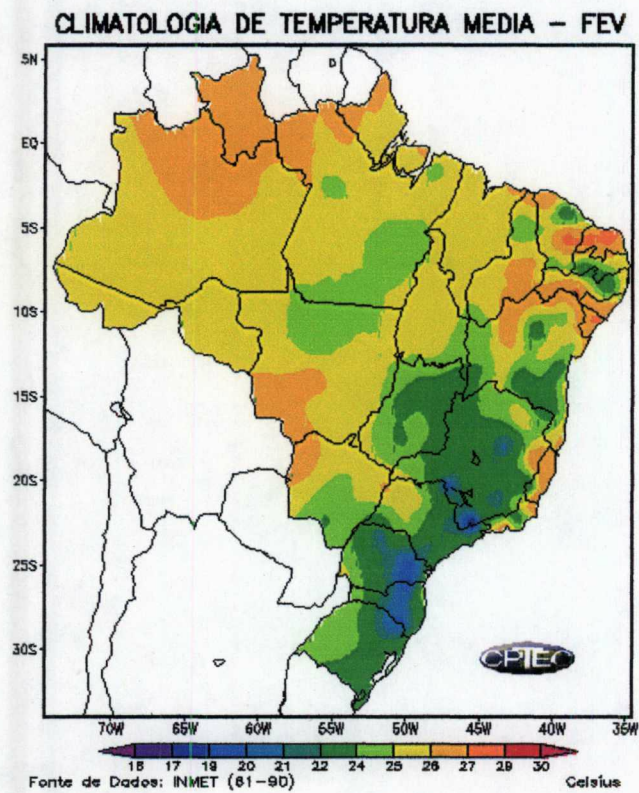 CLIMATOLOGIA DE TEMPERATURA MEDIA – FEV
5N
EQ
5S
10S
15S
20S
25S
30S
CPTEC
70W 65W 60W 55W 50W 45W 40W 35W
16 17 19 20 21 22 24 25 26 27 29 30
Fonte de Dados: INMET (61–90) Celsius